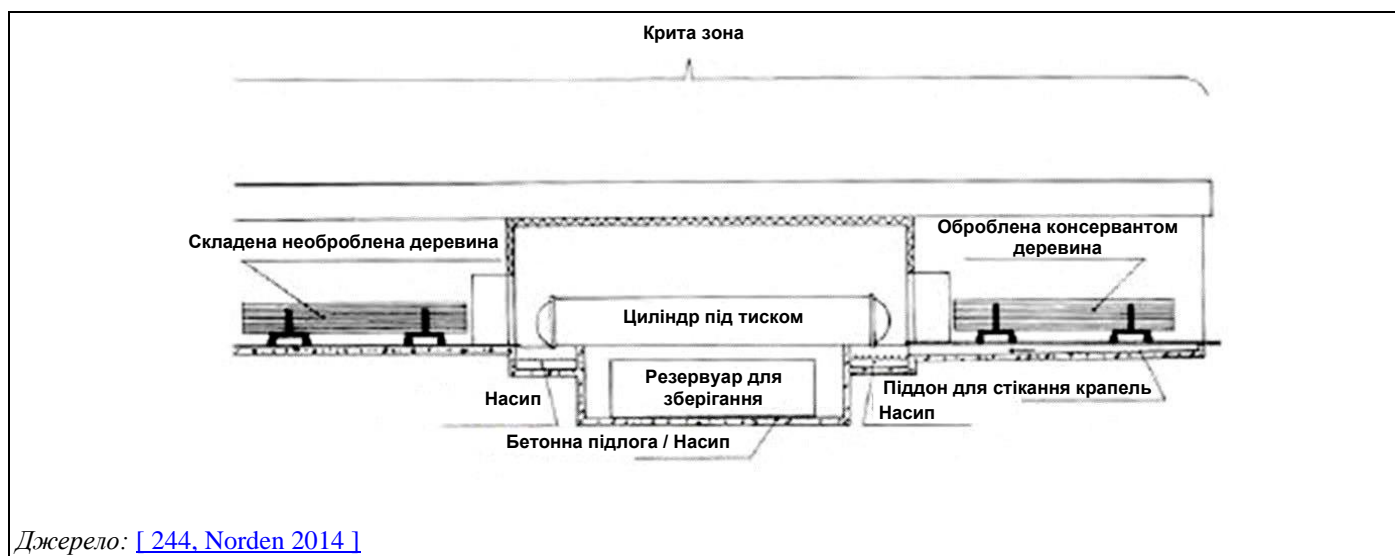 Крита зона
Складена необроблена деревина
Оброблена консервантом
деревина
Циліндр під тиском
Резервуар для
зберігання
Насип
Піддон для стікання крапель
Насип
Бетонна підлога / Насип
Джерело: [ 244, Norden 2014 ]